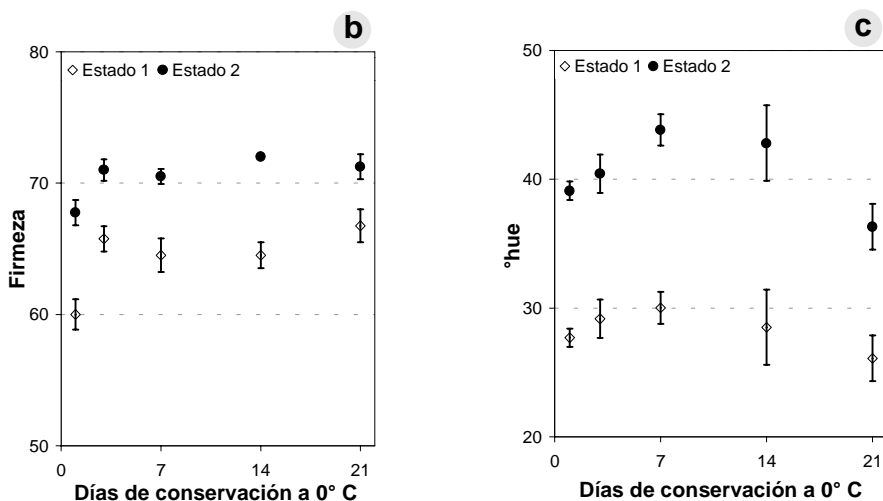 b
80
◇ Estado 1 ● Estado 2
70
60
50
Firmeza
0 7 14 21
Días de conservación a 0° C
c
50
◇ Estado 1 ● Estado 2
40
30
20
°hue
0 7 14 21
Días de conservación a 0° C